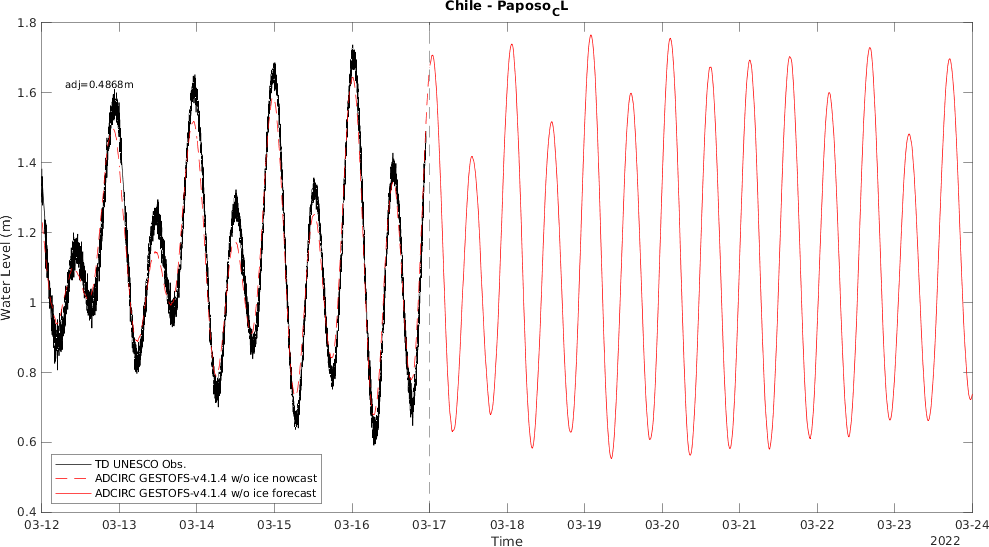 Chile - Paposo_CL
1.8
1.6
1.4
1.2
1
0.8
0.6
0.4
Water Level (m)
adj=0.4868m
TD UNESCO Obs.
ADCIRC GESTOFS-v4.1.4 w/o ice nowcast
ADCIRC GESTOFS-v4.1.4 w/o ice forecast
03-12 03-13 03-14 03-15 03-16 03-17 03-18 03-19 03-20 03-21 03-22 03-23 03-24
Time
2022